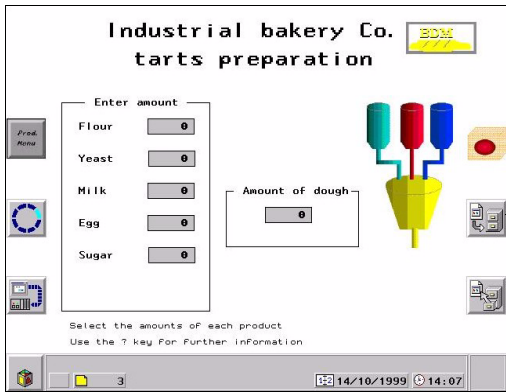 Industrial bakery Co.
tarts preparation
BDM
Prod.
Menu
Enter amount
Flour 0
Yeast 0
Milk 0
Egg 0
Sugar 0
Amount of dough
0
Select the amounts of each product
Use the ? key for further information
3
14/10/1999 14:07